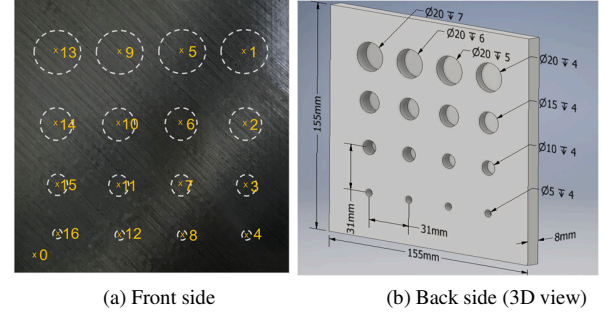 13 9 5 1
14 10 6 2
15 11 7 3
16 12 8 4
0
Ø20 ↧ 7
Ø20 ↧ 6
Ø20 ↧ 5
Ø20 ↧ 4
Ø15 ↧ 4
Ø10 ↧ 4
Ø5 ↧ 4
155mm
31mm
31mm
8mm
155mm
(a) Front side
(b) Back side (3D view)